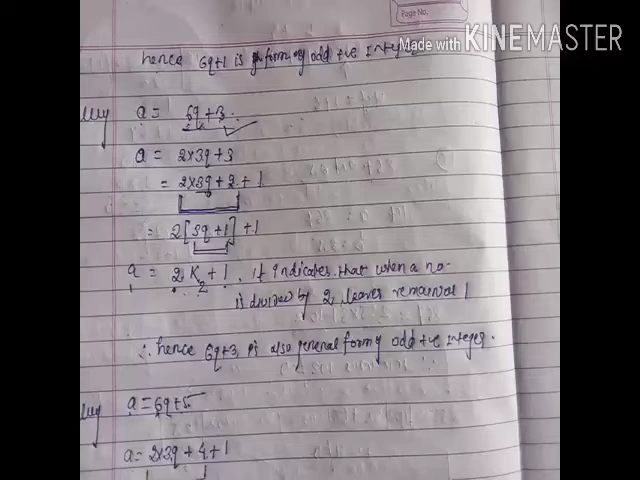 Page No.
Made with KINEMASTER
hence 6q+1 is form of odd +ve integer
lly a = 6q+3.
a = 2×3q+3
= 2×3q+2+1
= 2[3q+1]+1
a = 2K₂+1. It indicates that when a no-
is divided by 2, leaves remainder 1
∴ hence 6q+3, is also general form of odd +ve integer.
lly a=6q+5
a=2×3q+4+1